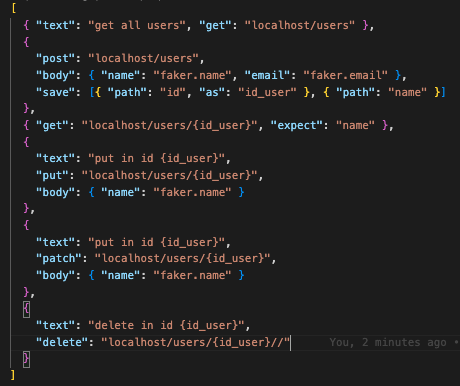 [
{ "text": "get all users", "get": "localhost/users" },
{
"post": "localhost/users",
"body": { "name": "faker.name", "email": "faker.email" },
"save": [{ "path": "id", "as": "id_user" }, { "path": "name" }]
},
{ "get": "localhost/users/{id_user}", "expect": "name" },
{
"text": "put in id {id_user}",
"put": "localhost/users/{id_user}",
"body": { "name": "faker.name" }
},
{
"text": "put in id {id_user}",
"patch": "localhost/users/{id_user}",
"body": { "name": "faker.name" }
},
{
"text": "delete in id {id_user}",
"delete": "localhost/users/{id_user}//" You, 2 minutes ago •
}
]